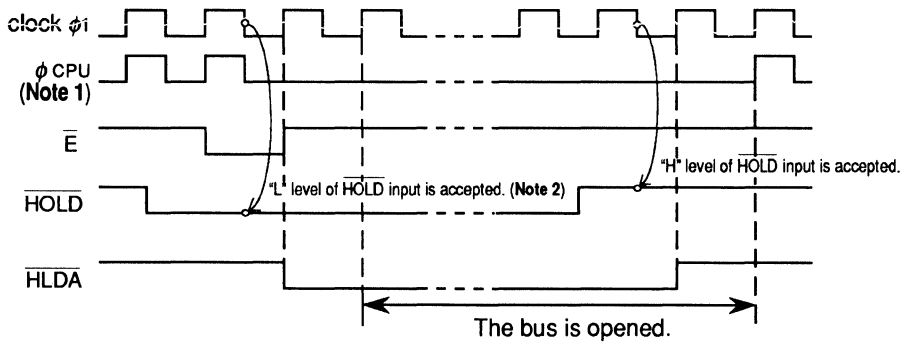 clock φ1
φ CPU
(Note 1)
E
"H" level of HOLD input is accepted.
"L" level of HOLD input is accepted. (Note 2)
HOLD
HLDA
The bus is opened.